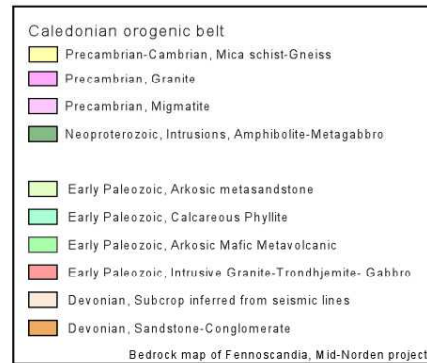 Caledonian orogenic belt
Precambrian-Cambrian, Mica schist-Gneiss
Precambrian, Granite
Precambrian, Migmatite
Neoproterozoic, Intrusions, Amphibolite-Metagabbro
Early Paleozoic, Arkosic metasandstone
Early Paleozoic, Calcareous Phyllite
Early Paleozoic, Arkosic Mafic Metavolcanic
Early Paleozoic, Intrusive Granite-Trondhjemite- Gabbro
Devonian, Subcrop inferred from seismic lines
Devonian, Sandstone-Conglomerate
Bedrock map of Fennoscandia, Mid-Norden project